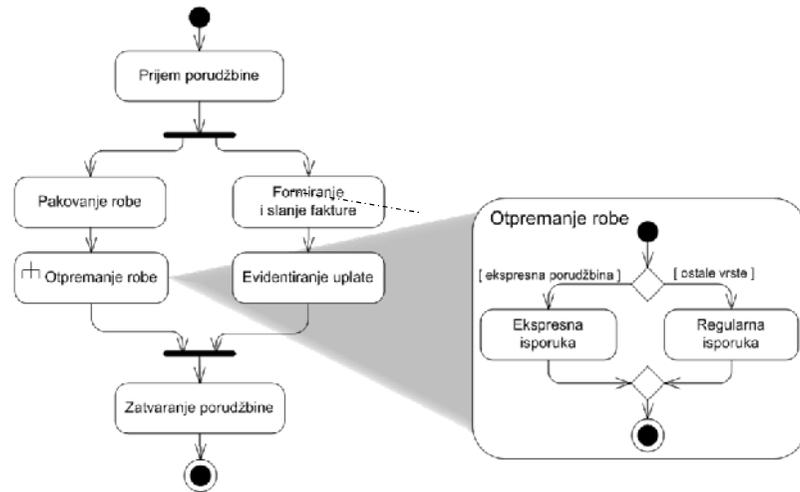 Prijem porudžbine
Pakovanje robe
Formiranje
i slanje fakture
Otpremanje robe
Evidentiranje uplate
Zatvaranje porudžbine
Otpremanje robe
[ ekspresna porudžbina ]
[ ostale vrste ]
Ekspresna
isporuka
Regularna
isporuka